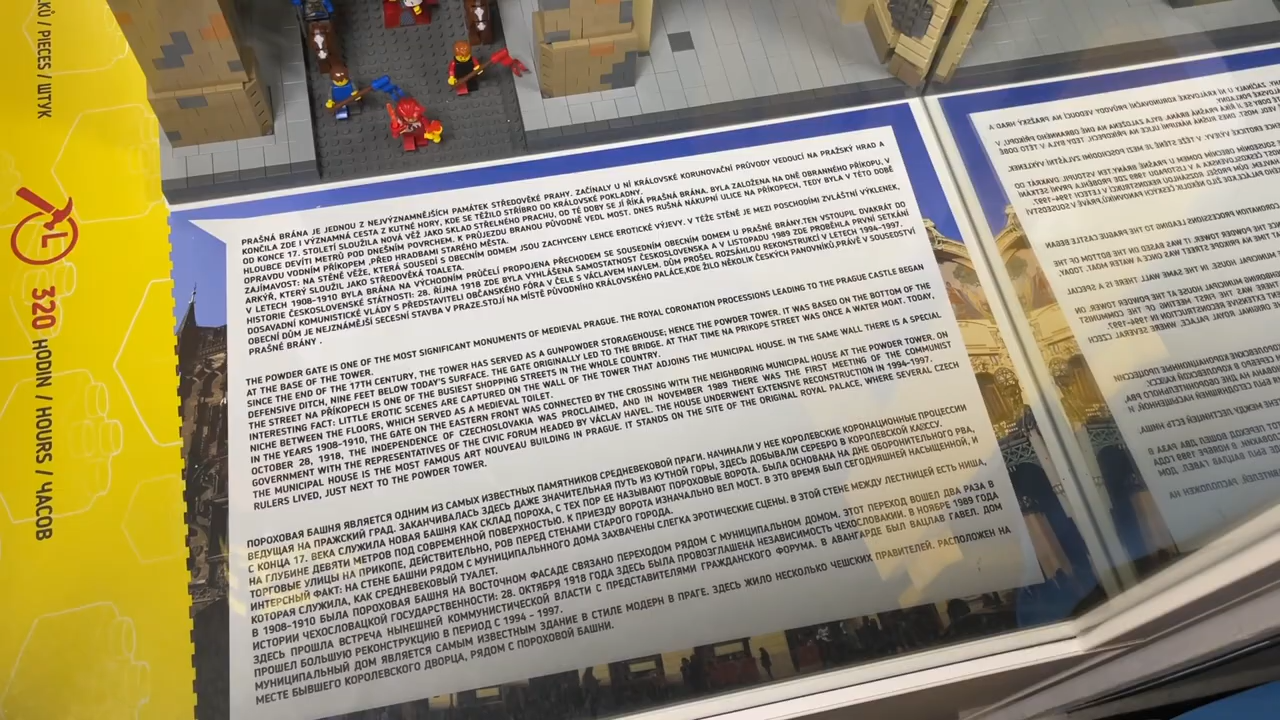 KŮ / PIECES / ШТУК
320 HODIN / HOURS / ЧАСОВ
PRAŠNÁ BRÁNA JE JEDNOU Z NEJVÝZNAMNĚJŠÍCH PAMÁTEK STŘEDOVĚKÉ PRAHY. ZAČÍNALY U NÍ KRÁLOVSKÉ KORUNOVAČNÍ PRŮVODY VEDOUCÍ NA PRAŽSKÝ HRAD A
KONČILA ZDE I VÝZNAMNÁ CESTA Z KUTNÉ HORY, KDE SE TĚŽILO STŘÍBRO DO KRÁLOVSKÉ POKLADNY.
OD KONCE 17. STOLETÍ SLOUŽILA NOVÁ VĚŽ JAKO SKLAD STŘELNÉHO PRACHU, OD TÉ DOBY SE JÍ ŘÍKÁ PRAŠNÁ BRÁNA. BYLA ZALOŽENA NA DNĚ OBRANNÉHO PŘÍKOPU, V
HLOUBCE DEVÍTI METRŮ POD DNEŠNÍM POVRCHEM. K PRŮJEZDU BRANOU PŮVODNĚ VEDL MOST. DNES RUŠNÁ NÁKUPNÍ ULICE NA PŘÍKOPECH, TEDY BYLA V TÉTO DOBĚ
OPRAVDU VODNÍM PŘÍKOPEM ,PŘED HRADBAMI STARÉHO MĚSTA.
ZAJÍMAVOST: NA STĚNĚ VĚŽE, KTERÁ SOUSEDÍ S OBECNÍM DOMEM JSOU ZACHYCENY LEHCE EROTICKÉ VÝJEVY. V TÉŽE STĚNĚ JE MEZI POSCHODÍMI ZVLÁŠTNÍ VÝKLENEK,
ARKÝŘ, KTERÝ SLOUŽIL JAKO STŘEDOVĚKÁ TOALETA.
V LETECH 1908-1910 BYLA BRÁNA NA VÝCHODNÍM PRŮČELÍ PROPOJENA PŘECHODEM SE SOUSEDNÍM OBECNÍM DOMEM U PRAŠNÉ BRÁNY.TEN VSTOUPIL DVAKRÁT DO
HISTORIE ČESKOSLOVENSKÉ STÁTNOSTI: 28. ŘÍJNA 1918 ZDE BYLA VYHLÁŠENA SAMOSTATNOST ČESKOSLOVENSKA A V LISTOPADU 1989 ZDE PROBĚHLA PRVNÍ SETKÁNÍ
DOSAVADNÍ KOMUNISTICKÉ VLÁDY S PŘEDSTAVITELI OBČANSKÉHO FÓRA V ČELE S VÁCLAVEM HAVLEM. DŮM PROŠEL ROZSÁHLOU REKONSTRUKCÍ V LETECH 1994-1997.
OBECNÍ DŮM JE NEJZNÁMĚJŠÍ SECESNÍ STAVBA V PRAZE STOJÍ NA MÍSTĚ PŮVODNÍHO KRÁLOVSKÉHO PALÁCE,KDE ŽILO NĚKOLIK ČESKÝCH PANOVNÍKŮ,PRÁVĚ V SOUSEDSTVÍ
PRAŠNÉ BRÁNY .
THE POWDER GATE IS ONE OF THE MOST SIGNIFICANT MONUMENTS OF MEDIEVAL PRAGUE. THE ROYAL CORONATION PROCESSIONS LEADING TO THE PRAGUE CASTLE BEGAN
AT THE BASE OF THE TOWER.
SINCE THE END OF THE 17TH CENTURY, THE TOWER HAS SERVED AS A GUNPOWDER STORAGEHOUSE; HENCE THE POWDER TOWER. IT WAS BASED ON THE BOTTOM OF THE
DEFENSIVE DITCH, NINE FEET BELOW TODAY'S SURFACE. THE GATE ORIGINALLY LED TO THE BRIDGE. AT THAT TIME NA PRIKOPE STREET WAS ONCE A WATER MOAT. TODAY,
THE STREET NA PŘÍKOPECH IS ONE OF THE BUSIEST SHOPPING STREETS IN THE WHOLE COUNTRY.
INTERESTING FACT: LITTLE EROTIC SCENES ARE CAPTURED ON THE WALL OF THE TOWER THAT ADJOINS THE MUNICIPAL HOUSE. IN THE SAME WALL THERE IS A SPECIAL
NICHE BETWEEN THE FLOORS, WHICH SERVED AS A MEDIEVAL TOILET.
IN THE YEARS 1908-1910, THE GATE ON THE EASTERN FRONT WAS CONNECTED BY THE CROSSING WITH THE NEIGHBORING MUNICIPAL HOUSE AT THE POWDER TOWER. ON
OCTOBER 28, 1918, THE INDEPENDENCE OF CZECHOSLOVAKIA WAS PROCLAIMED, AND IN NOVEMBER 1989 THERE WAS THE FIRST MEETING OF THE COMMUNIST
GOVERNMENT WITH THE REPRESENTATIVES OF THE CIVIC FORUM HEADED BY VÁCLAV HAVEL. THE HOUSE UNDERWENT EXTENSIVE RECONSTRUCTION IN 1994-1997.
THE MUNICIPAL HOUSE IS THE MOST FAMOUS ART NOUVEAU BUILDING IN PRAGUE. IT STANDS ON THE SITE OF THE ORIGINAL ROYAL PALACE, WHERE SEVERAL CZECH
RULERS LIVED, JUST NEXT TO THE POWDER TOWER.
ПОРОХОВАЯ БАШНЯ ЯВЛЯЕТСЯ ОДНИМ ИЗ САМЫХ ИЗВЕСТНЫХ ПАМЯТНИКОВ СРЕДНЕВЕКОВОЙ ПРАГИ. НАЧИНАЛИ У НЕЕ КОРОЛЕВСКИЕ КОРОНАЦИОННЫЕ ПРОЦЕССИИ
ВЕДУЩАЯ НА ПРАЖСКИЙ ГРАД. ЗАКАНЧИВАЛАСЬ ЗДЕСЬ ДАЖЕ ЗНАЧИТЕЛЬНАЯ ПУТЬ ИЗ КУТНОЙ ГОРЫ, ЗДЕСЬ ДОБЫВАЛИ СЕРЕБРО В КОРОЛЕВСКОЙ КАССУ.
С КОНЦА 17. ВЕКА СЛУЖИЛА НОВАЯ БАШНЯ КАК СКЛАД ПОРОХА, С ТЕХ ПОР ЕЕ НАЗЫВАЮТ ПОРОХОВЫЕ ВОРОТА. БЫЛА ОСНОВАНА НА ДНЕ ОБОРОНИТЕЛЬНОГО РВА,
НА ГЛУБИНЕ ДЕВЯТИ МЕТРОВ ПОД СОВРЕМЕННОЙ ПОВЕРХНОСТЬЮ. К ПРИЕЗДУ ВОРОТА ИЗНАЧАЛЬНО ВЕЛ МОСТ. В ЭТО ВРЕМЯ БЫЛ СЕГОДНЯШНЕЙ НАСЫЩЕННОЙ, И
ТОРГОВЫЕ УЛИЦЫ НА ПРИКОПЕ, ДЕЙСТВИТЕЛЬНО, РОВ ПЕРЕД СТЕНАМИ СТАРОГО ГОРОДА.
ИНТЕРСНЫЙ ФАКТ: НА СТЕНЕ БАШНИ РЯДОМ С МУНИЦИПАЛЬНОГО ДОМА ЗАХВАЧЕНЫ СЛЕГКА ЭРОТИЧЕСКИЕ СЦЕНЫ. В ЭТОЙ СТЕНЕ МЕЖДУ ЛЕСТНИЦЕЙ ЕСТЬ НИША,
КОТОРАЯ СЛУЖИЛА, КАК СРЕДНЕВЕКОВЫЙ ТУАЛЕТ.
В 1908-1910 БЫЛА ПОРОХОВАЯ БАШНЯ НА ВОСТОЧНОМ ФАСАДЕ СВЯЗАНО ПЕРЕХОДОМ РЯДОМ С МУНИЦИПАЛЬНОМ ДОМОМ. ЭТОТ ПЕРЕХОД ВОШЕЛ ДВА РАЗА В
ИСТОРИИ ЧЕХОСЛОВАЦКОЙ ГОСУДАРСТВЕННОСТИ: 28. ОКТЯБРЯ 1918 ГОДА ЗДЕСЬ БЫЛА ПРОВОЗГЛАШЕНА НЕЗАВИСИМОСТЬ ЧЕХОСЛОВАКИИ. В НОЯБРЕ 1989 ГОДА
ЗДЕСЬ ПРОШЛА ВСТРЕЧА НЫНЕШНЕЙ КОММУНИСТИЧЕСКОЙ ВЛАСТИ С ПРЕДСТАВИТЕЛЯМИ ГРАЖДАНСКОГО ФОРУМА. В АВАНГАРДЕ БЫЛ ВАЦЛАВ ГАВЕЛ. ДОМ
ПРОШЕЛ БОЛЬШУЮ РЕКОНСТРУКЦИЮ В ПЕРИОД С 1994 - 1997.
МУНИЦИПАЛЬНЫЙ ДОМ ЯВЛЯЕТСЯ САМЫМ ИЗВЕСТНЫМ ЗДАНИЕ В СТИЛЕ МОДЕРН В ПРАГЕ. ЗДЕСЬ ЖИЛО НЕСКОЛЬКО ЧЕШСКИХ ПРАВИТЕЛЕЙ. РАСПОЛОЖЕН НА
МЕСТЕ БЫВШЕГО КОРОЛЕВСКОГО ДВОРЦА, РЯДОМ С ПОРОХОВОЙ БАШНИ.